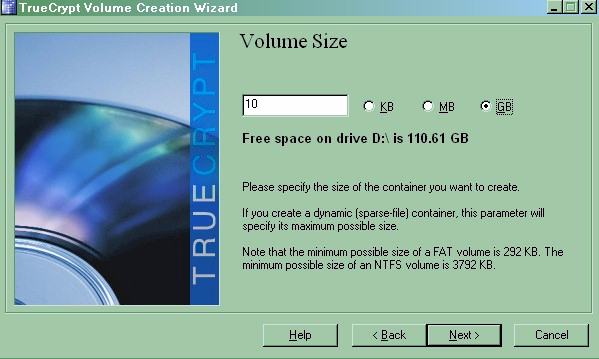 TrueCrypt Volume Creation Wizard
TRUECRYPT
Volume Size
10
KB
MB
GB
Free space on drive D:\ is 110.61 GB
Please specify the size of the container you want to create.
If you create a dynamic (sparse-file) container, this parameter will
specify its maximum possible size.
Note that the minimum possible size of a FAT volume is 292 KB. The
minimum possible size of an NTFS volume is 3792 KB.
Help
< Back
Next >
Cancel